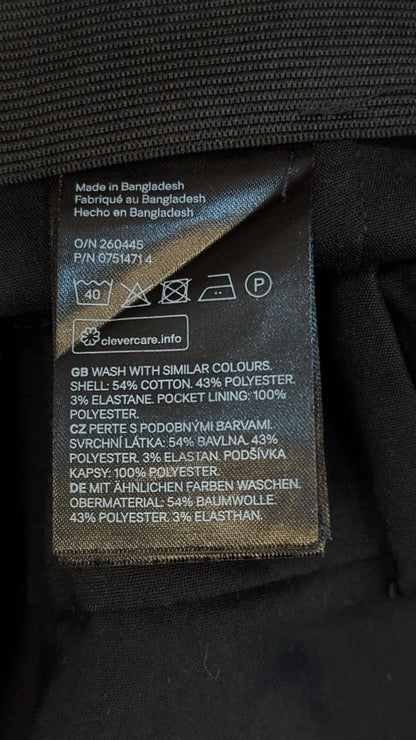 Made in Bangladesh
Fabriqué au Bangladesh
Hecho en Bangladesh
O/N 260445
P/N 0751471 4
40 P
clevercare.info
GB WASH WITH SIMILAR COLOURS.
SHELL: 54% COTTON. 43% POLYESTER.
3% ELASTANE. POCKET LINING: 100%
POLYESTER.
CZ PERTE S PODOBNÝMI BARVAMI.
SVRCHNÍ LÁTKA: 54% BAVLNA. 43%
POLYESTER. 3% ELASTAN. PODŠÍVKA
KAPSY: 100% POLYESTER.
DE MIT ÄHNLICHEN FARBEN WASCHEN.
OBERMATERIAL: 54% BAUMWOLLE.
43% POLYESTER. 3% ELASTHAN.